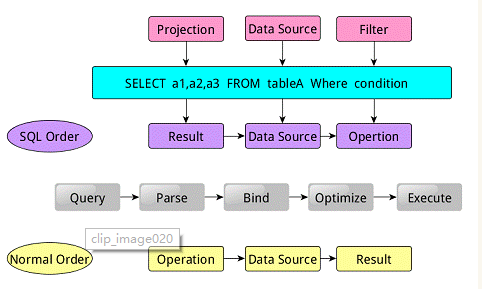 Projection Data Source Filter
SELECT a1,a2,a3 FROM tableA Where condition
SQL Order Result Data Source Opertion
Query Parse Bind Optimize Execute
clip_image020
Normal Order Operation Data Source Result